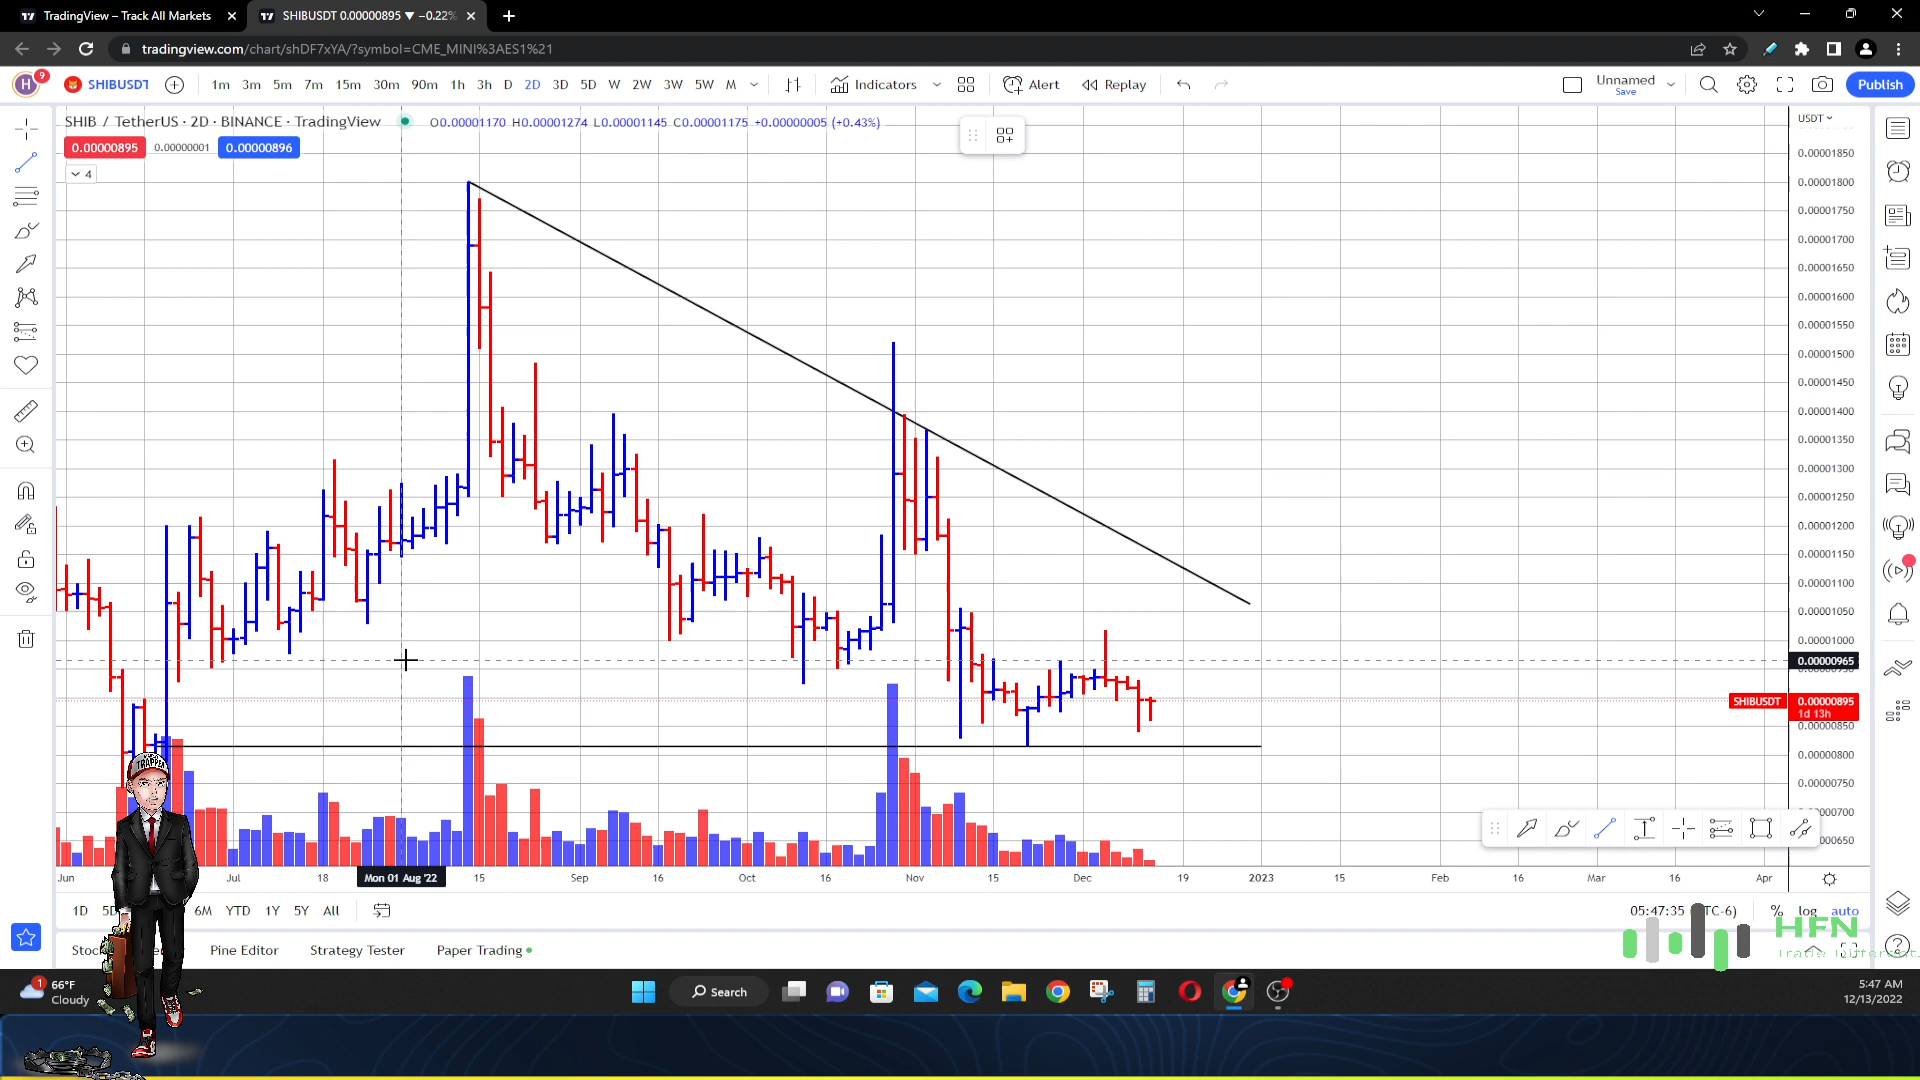 TradingView – Track All Markets
SHIBUSDT 0.00000895 ▼ −0.22%
tradingview.com/chart/shDF7xYA/?symbol=CME_MINI%3AES1%21
H 9 SHIBUSDT 1m 3m 5m 7m 15m 30m 90m 1h 3h D 2D 3D 5D W 2W 3W 5W M Indicators Alert Replay Unnamed Publish
Save
SHIB / TetherUS · 2D · BINANCE · TradingView O0.00001170 H0.00001274 L0.00001145 C0.00001175 +0.00000005 (+0.43%)
USDT
0.00000895 0.00000001 0.00000896
4
0.00001850
0.00001800
0.00001750
0.00001700
0.00001650
0.00001600
0.00001550
0.00001500
0.00001450
0.00001400
0.00001350
0.00001300
0.00001250
0.00001200
0.00001150
0.00001100
0.00001050
0.00001000
0.00000965
SHIBUSDT 0.00000895
1d 13h
0.00000850
0.00000800
0.00000750
TRAPPER
Jun Jul 18 Mon 01 Aug '22 15 Sep 16 Oct 16 Nov 15 Dec 19 2023 15 Feb 16 Mar 16 Apr
1D 6M YTD 1Y 5Y All 05:47:35 % log auto
Pine Editor Strategy Tester Paper Trading
HFN
Trade Different.
1 66°F
Cloudy
Search
5:47 AM
12/13/2022